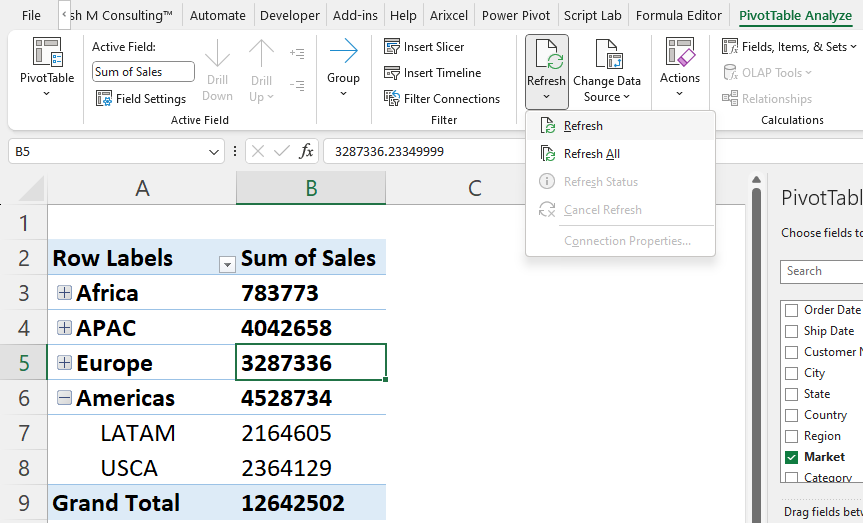 File sh M Consulting™ Automate Developer Add-ins Help Arixcel Power Pivot Script Lab Formula Editor PivotTable Analyze
Active Field:
Sum of Sales
Field Settings
PivotTable
Drill
Down
Drill
Up
Active Field
Group
Insert Slicer
Insert Timeline
Filter Connections
Filter
Refresh
Change Data
Source
Actions
Fields, Items, & Sets
OLAP Tools
Relationships
Calculations
Refresh
Refresh All
Refresh Status
Cancel Refresh
Connection Properties...
B5 fx 3287336.23349999
A B C
1
2 Row Labels Sum of Sales
3 Africa 783773
4 APAC 4042658
5 Europe 3287336
6 Americas 4528734
7 LATAM 2164605
8 USCA 2364129
9 Grand Total 12642502
PivotTabl
Choose fields to
Search
Order Date
Ship Date
Customer N
City
State
Country
Region
Market
Category
Drag fields betw